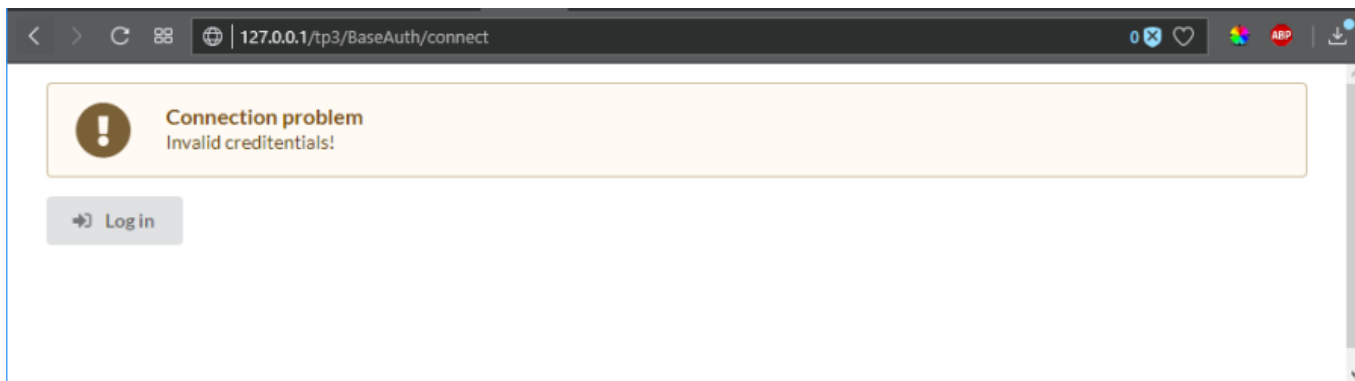 127.0.0.1/tp3/BaseAuth/connect
0
ABP
Connection problem
Invalid creditentials!
Log in